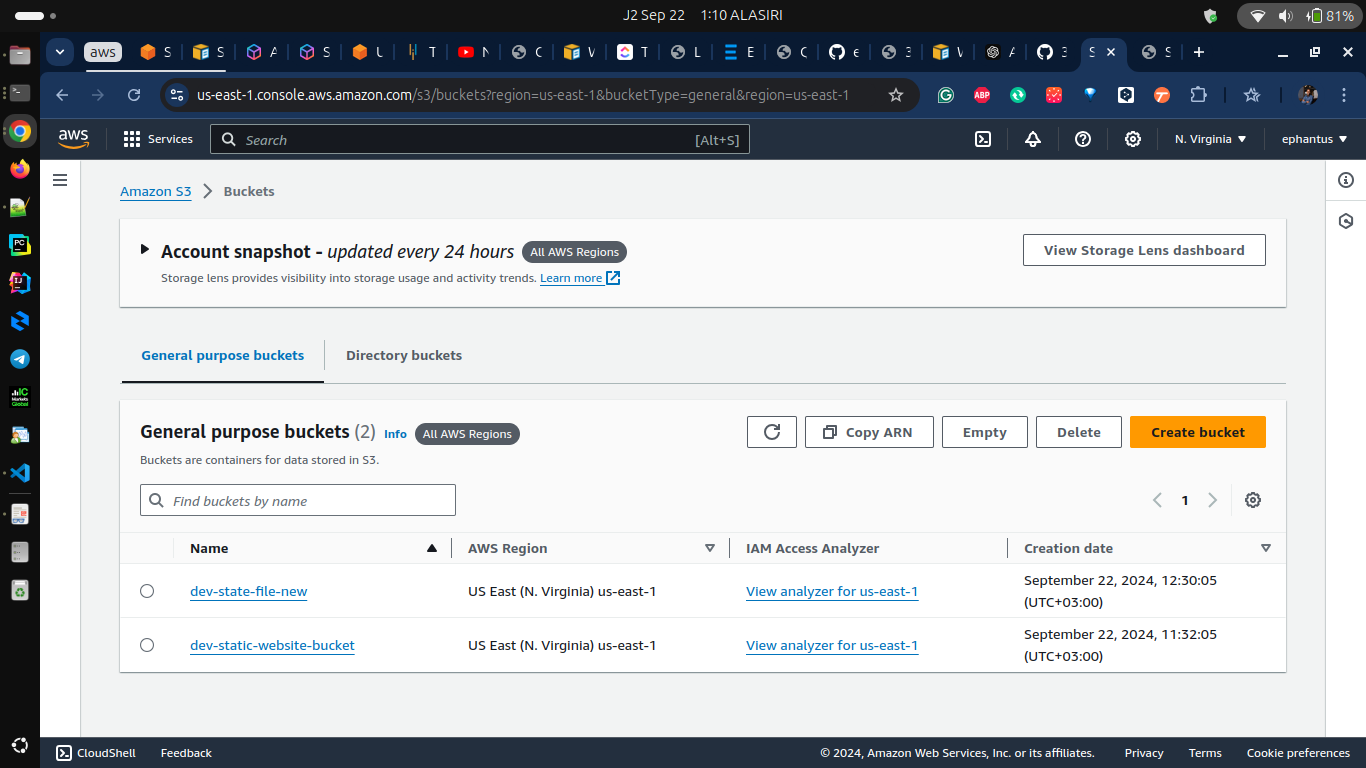 J2 Sep 22 1:10 ALASIRI
81%
aws
us-east-1.console.aws.amazon.com/s3/buckets?region=us-east-1&bucketType=general&region=us-east-1
ABP
aws
Services
Search
[Alt+S]
N. Virginia
ephantus
Amazon S3
Buckets
Account snapshot - updated every 24 hours
All AWS Regions
View Storage Lens dashboard
Storage lens provides visibility into storage usage and activity trends. Learn more
General purpose buckets
Directory buckets
General purpose buckets (2)
Info
All AWS Regions
Copy ARN
Empty
Delete
Create bucket
Buckets are containers for data stored in S3.
Find buckets by name
1
Name
AWS Region
IAM Access Analyzer
Creation date
dev-state-file-new
US East (N. Virginia) us-east-1
View analyzer for us-east-1
September 22, 2024, 12:30:05
(UTC+03:00)
dev-static-website-bucket
US East (N. Virginia) us-east-1
View analyzer for us-east-1
September 22, 2024, 11:32:05
(UTC+03:00)
CloudShell
Feedback
© 2024, Amazon Web Services, Inc. or its affiliates.
Privacy
Terms
Cookie preferences